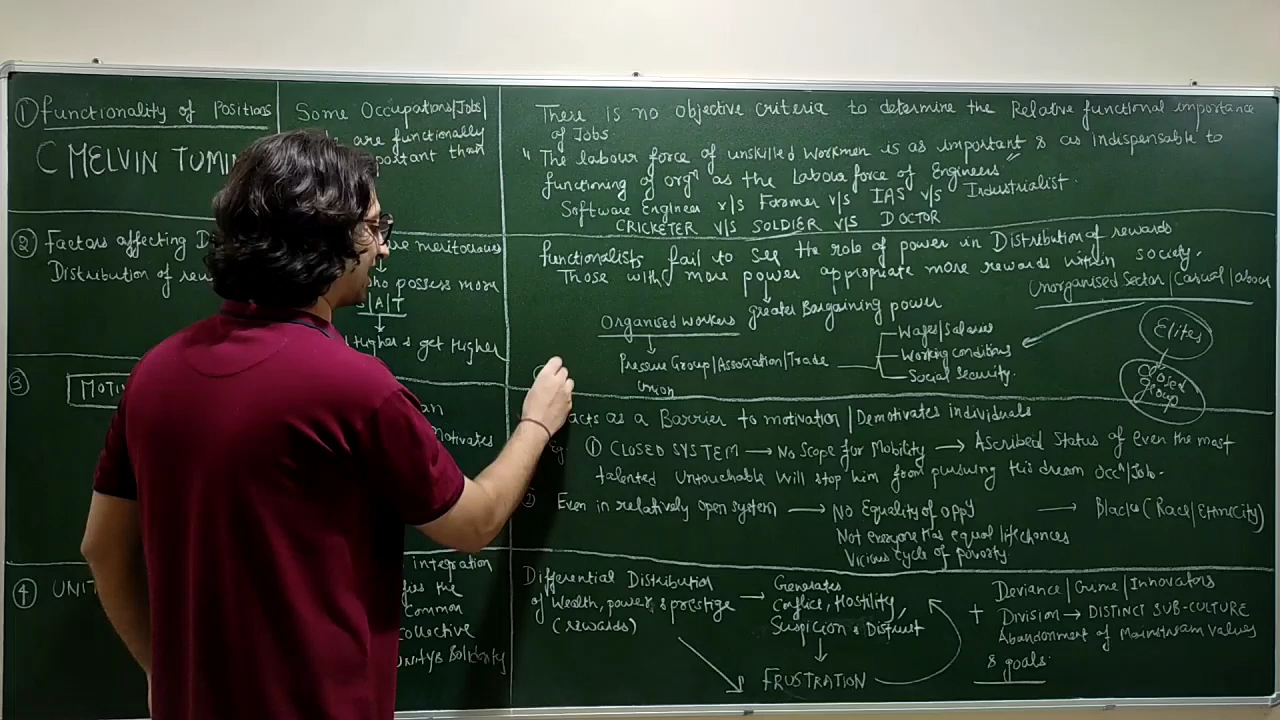 ① functionality of Positions
( MELVIN TUMIN
Some Occupations/Jobs/
are functionally
than
There is no objective criteria to determine the Relative functional importance
of Jobs.
" The labour force of unskilled workmen is as important & as indispensable to
functioning of orgⁿ as the Labour force of Engineers"
Software Engineer v/s Farmer v/s IAS v/s Industrialist.
CRICKETER v/s SOLDIER v/s DOCTOR
② Factors affecting
Distribution of
meritocious
who possess more
S|A|T
Higher & get Higher
functionalists fail to see the role of power in Distribution of rewards
Those with more power appropiate more rewards within society.
greater Bargaining power
Unorganised Sector/Casual labour
Organised workers
Pressure Group/Association/Trade
Union
Wages/Salaries
Working conditions
Social Security.
Elites
Closed
group
③
Motivates
acts as a Barrier to motivation/Demotivates individuals
Eg ① CLOSED SYSTEM → No Scope for Mobility → Ascribed Status of even the most
talented Untouchable will stop him from pursuing this dream occⁿ/Job.
Even in relatively open system → No Equality of oppʸ → Blacks (Race/Ethnicity)
Not everyone has equal life chances
Vicious cycle of poverty.
④
integration
the
Common
Collective
Unity & Solidarity
Differential Distribution
of Wealth, power, & prestige
(rewards)
→ Generates
Conflict, Hostility,
Suspicion & Distrust
FRUSTRATION
+ Deviance/Crime/Innovators
Division → DISTINCT SUB-CULTURE
Abandonment of Mainstream Values
& goals.